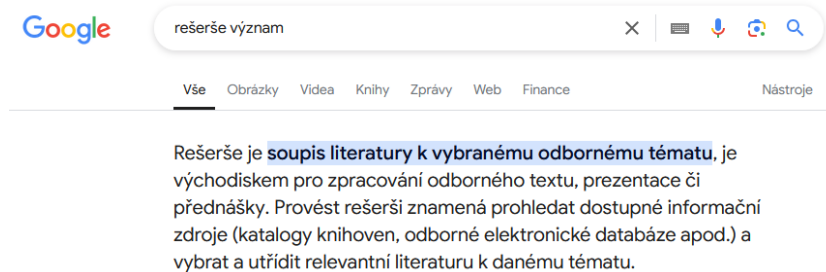 Google
rešerše význam
Vše Obrázky Videa Knihy Zprávy Web Finance Nástroje
Rešerše je soupis literatury k vybranému odbornému tématu, je
východiskem pro zpracování odborného textu, prezentace či
přednášky. Provést rešerši znamená prohledat dostupné informační
zdroje (katalogy knihoven, odborné elektronické databáze apod.) a
vybrat a utřídit relevantní literaturu k danému tématu.